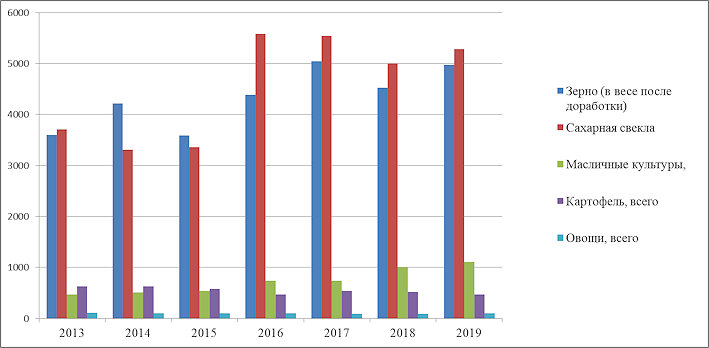 6000
5000
4000
3000
2000
1000
0
2013 2014 2015 2016 2017 2018 2019
Зерно (в весе после
доработки)
Сахарная свекла
Масличные культуры,
Картофель, всего
Овощи, всего